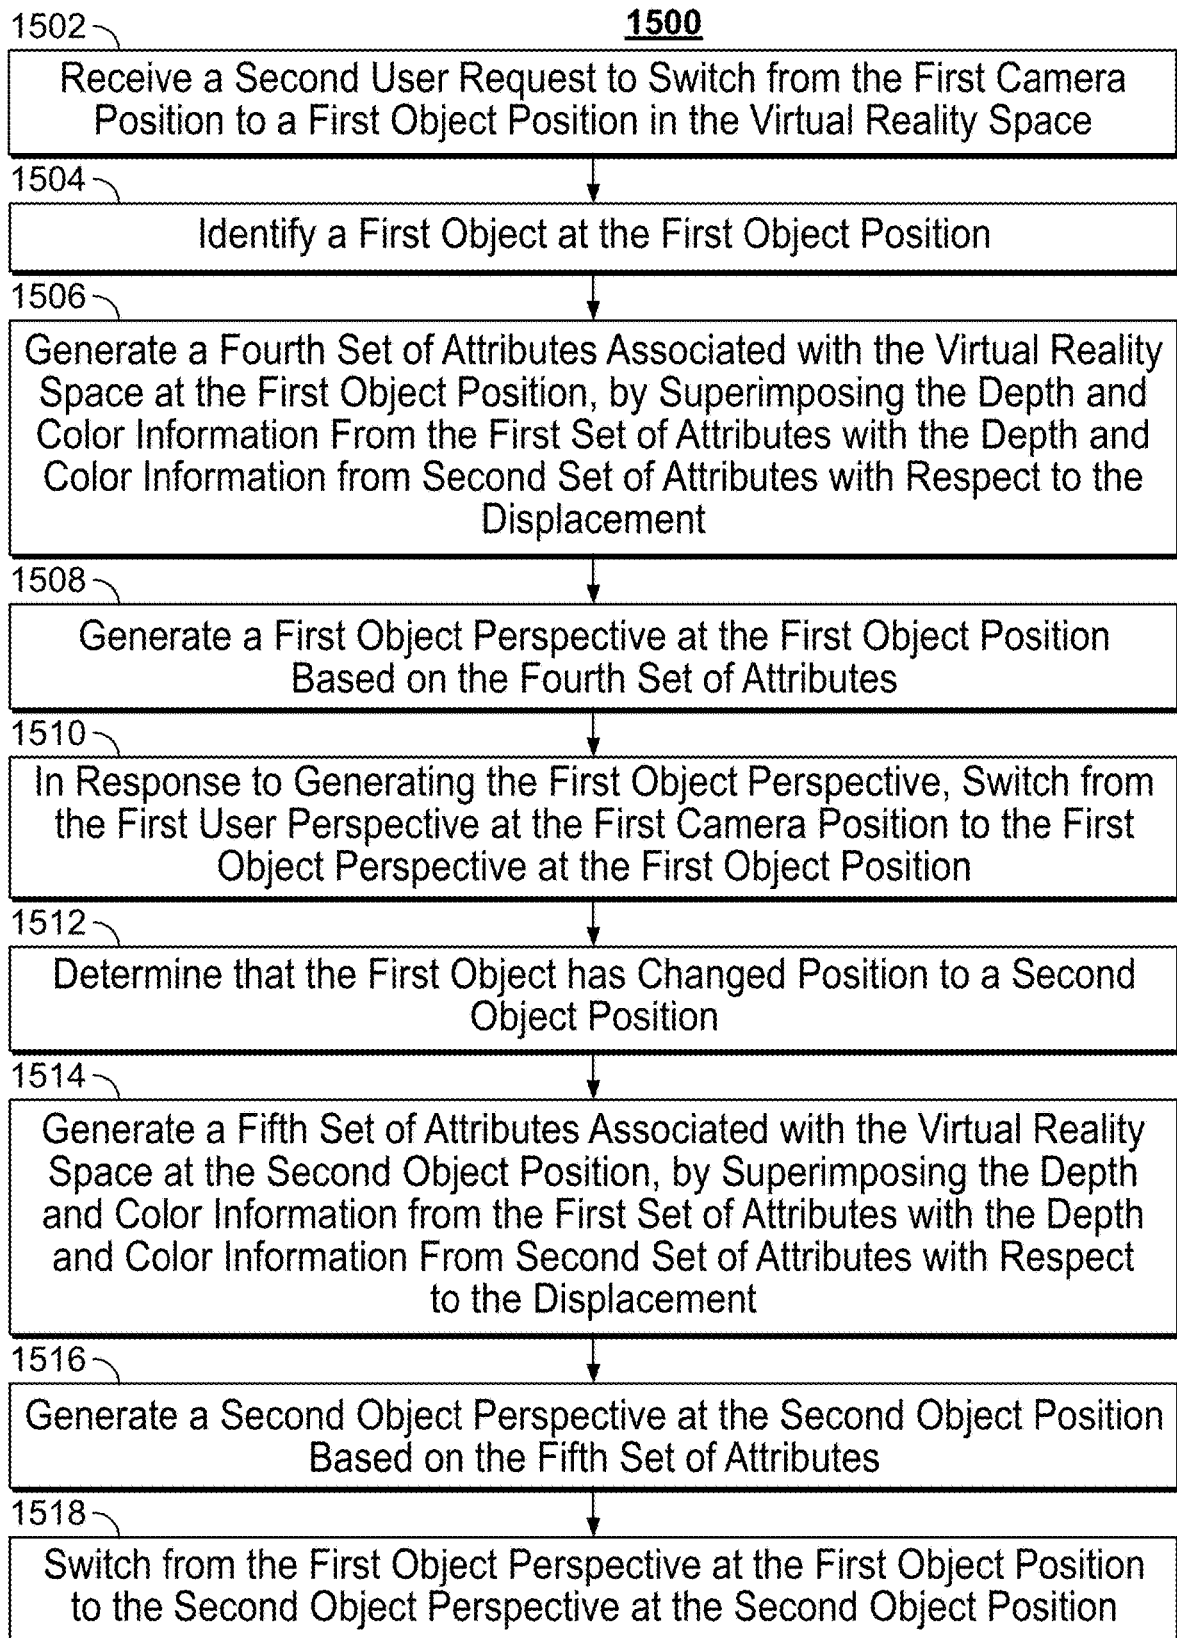 1500
1502
Receive a Second User Request to Switch from the First Camera
Position to a First Object Position in the Virtual Reality Space
1504
Identify a First Object at the First Object Position
1506
Generate a Fourth Set of Attributes Associated with the Virtual Reality
Space at the First Object Position, by Superimposing the Depth and
Color Information From the First Set of Attributes with the Depth and
Color Information from Second Set of Attributes with Respect to the
Displacement
1508
Generate a First Object Perspective at the First Object Position
Based on the Fourth Set of Attributes
1510
In Response to Generating the First Object Perspective, Switch from
the First User Perspective at the First Camera Position to the First
Object Perspective at the First Object Position
1512
Determine that the First Object has Changed Position to a Second
Object Position
1514
Generate a Fifth Set of Attributes Associated with the Virtual Reality
Space at the Second Object Position, by Superimposing the Depth
and Color Information from the First Set of Attributes with the Depth
and Color Information From Second Set of Attributes with Respect
to the Displacement
1516
Generate a Second Object Perspective at the Second Object Position
Based on the Fifth Set of Attributes
1518
Switch from the First Object Perspective at the First Object Position
to the Second Object Perspective at the Second Object Position